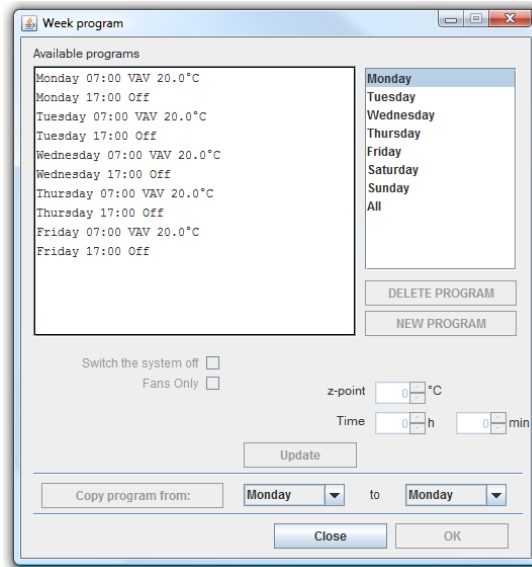 Week program
Available programs
Monday 07:00 VAV 20.0°C
Monday 17:00 Off
Tuesday 07:00 VAV 20.0°C
Tuesday 17:00 Off
Wednesday 07:00 VAV 20.0°C
Wednesday 17:00 Off
Thursday 07:00 VAV 20.0°C
Thursday 17:00 Off
Friday 07:00 VAV 20.0°C
Friday 17:00 Off
Monday
Tuesday
Wednesday
Thursday
Friday
Saturday
Sunday
All
DELETE PROGRAM
NEW PROGRAM
Switch the system off
Fans Only
z-point 0 °C
Time 0 h 0 min
Update
Copy program from: Monday to Monday
Close OK